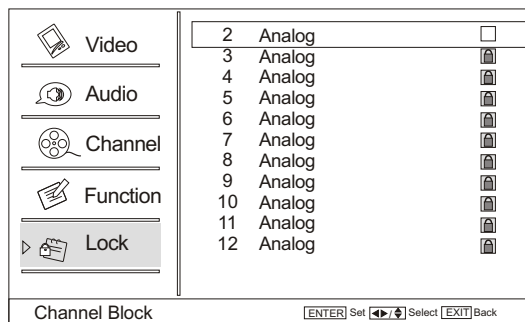 Video
Audio
Channel
Function
Lock
2 Analog
3 Analog
4 Analog
5 Analog
6 Analog
7 Analog
8 Analog
9 Analog
10 Analog
11 Analog
12 Analog
Channel Block
ENTER Set ◀▶/▲▼ Select EXIT Back